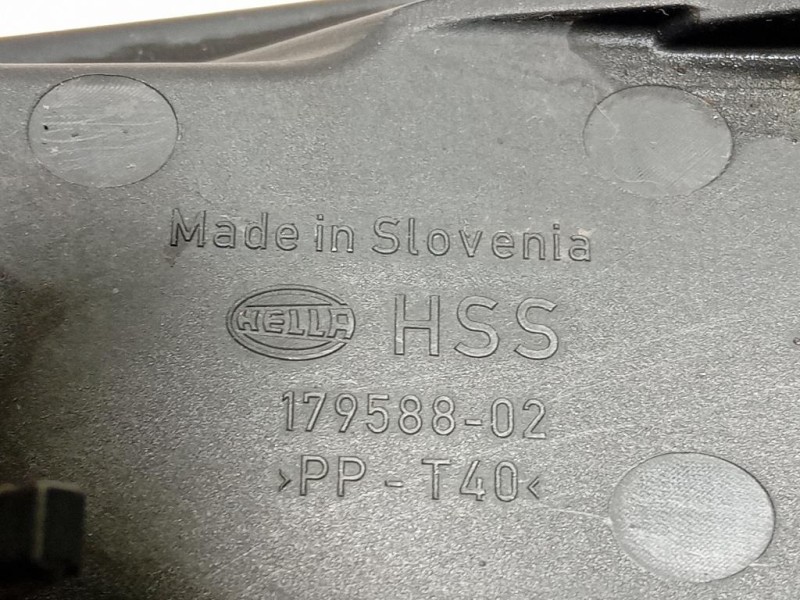 Made in Slovenia
HELLA HSS
179588-02
>PP-T40<